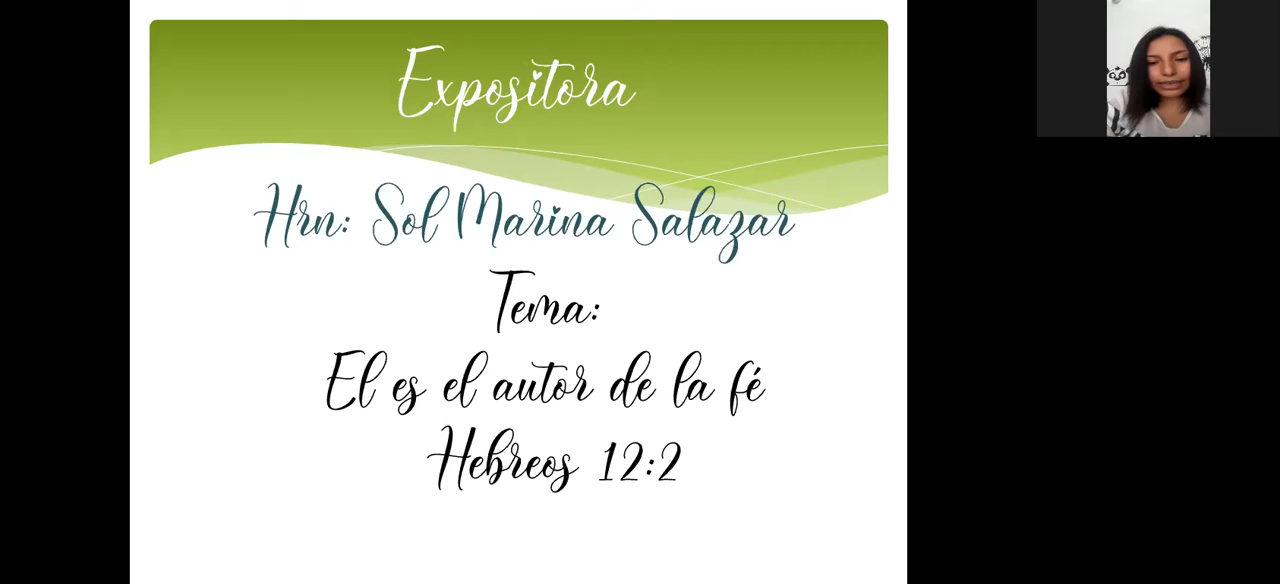 Expositora
Hrn: Sol Marina Salazar
Tema:
El es el autor de la fé
Hebreos 12:2